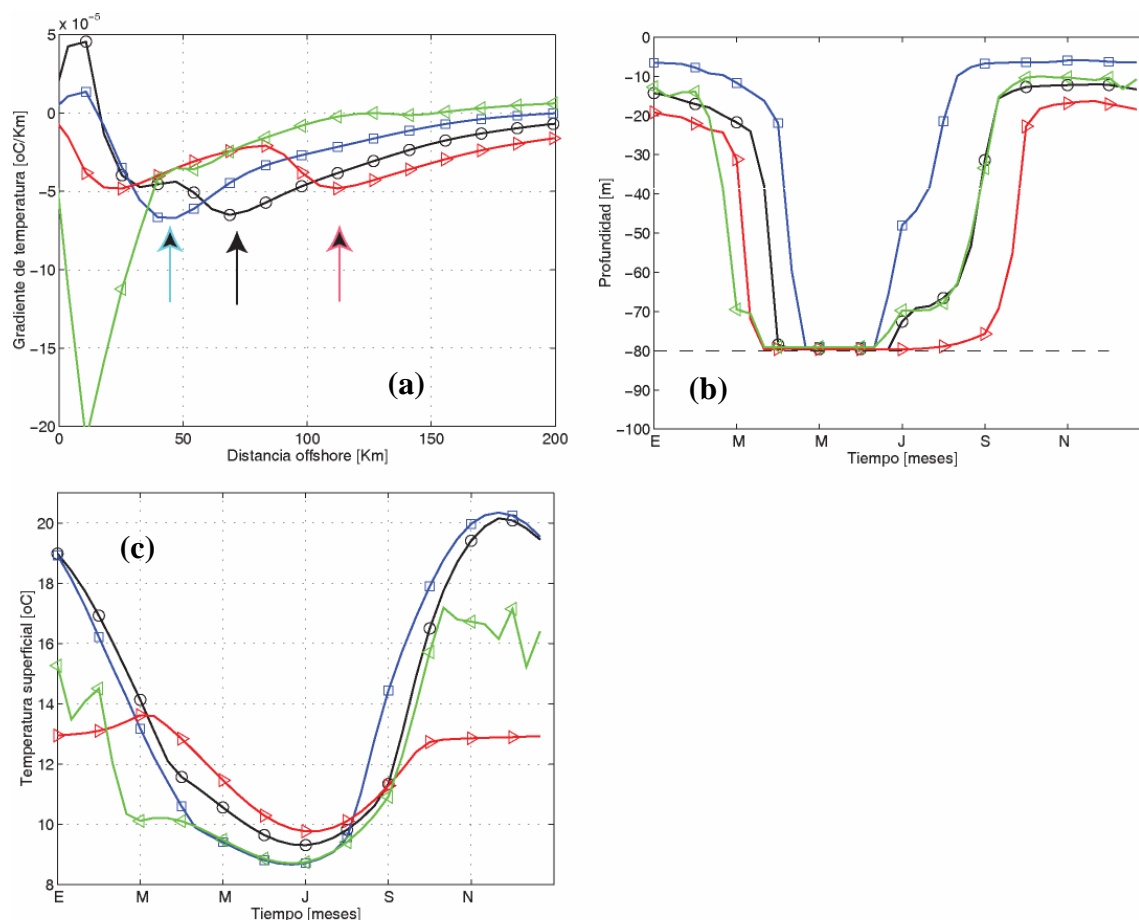 x 10⁻⁵
5
0
−5
−10
−15
−20
Gradiente de temperatura [oC/Km]
0
50
100
150
200
Distancia offshore [Km]
(a)
0
−10
−20
−30
−40
−50
−60
−70
−80
−90
−100
Profundidad [m]
E
M
M
J
S
N
Tiempo [meses]
(b)
20
18
16
14
12
10
8
Temperatura superficial [oC]
E
M
M
J
S
N
Tiempo [meses]
(c)